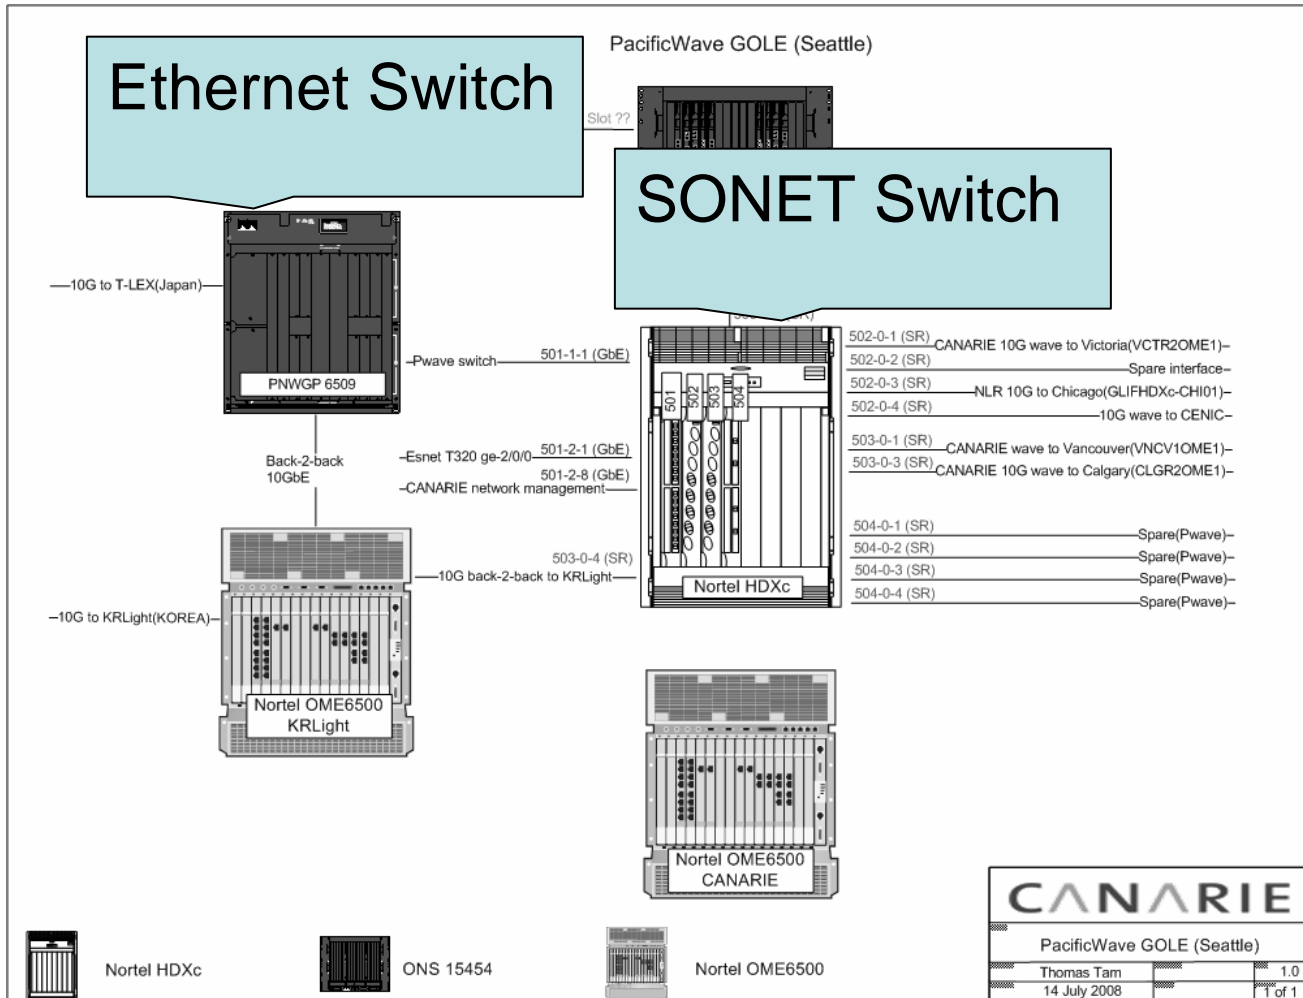 PacificWave GOLE (Seattle)
Ethernet Switch
Slot ??
SONET Switch
10G to T-LEX(Japan)
PNWGP 6509
Pwave switch
501-1-1 (GbE)
Back-2-back
10GbE
Esnet T320 ge-2/0/0
501-2-1 (GbE)
501-2-8 (GbE)
CANARIE network management
503-0-4 (SR)
10G back-2-back to KRLight
10G to KRLight(KOREA)
Nortel OME6500
KRLight
501
502
503
504
Nortel HDXc
502-0-1 (SR)
CANARIE 10G wave to Victoria(VCTR2OME1)
502-0-2 (SR)
Spare interface
502-0-3 (SR)
NLR 10G to Chicago(GLIFHDXc-CHI01)
502-0-4 (SR)
10G wave to CENIC
503-0-1 (SR)
CANARIE wave to Vancouver(VNCV1OME1)
503-0-3 (SR)
CANARIE 10G wave to Calgary(CLGR2OME1)
504-0-1 (SR)
Spare(Pwave)
504-0-2 (SR)
Spare(Pwave)
504-0-3 (SR)
Spare(Pwave)
504-0-4 (SR)
Spare(Pwave)
Nortel OME6500
CANARIE
Nortel HDXc
ONS 15454
Nortel OME6500
CANARIE
PacificWave GOLE (Seattle)
Thomas Tam
1.0
14 July 2008
1 of 1